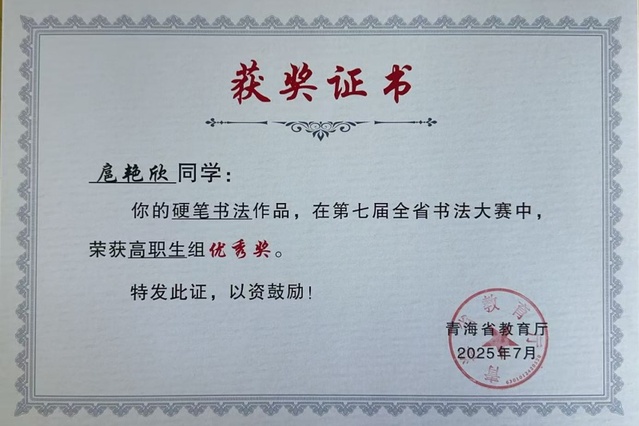 获奖证书
扈艳欣同学：
你的硬笔书法作品，在第七届全省书法大赛中，
荣获高职生组优秀奖。
特发此证，以资鼓励！
青海省教育厅
2025年7月